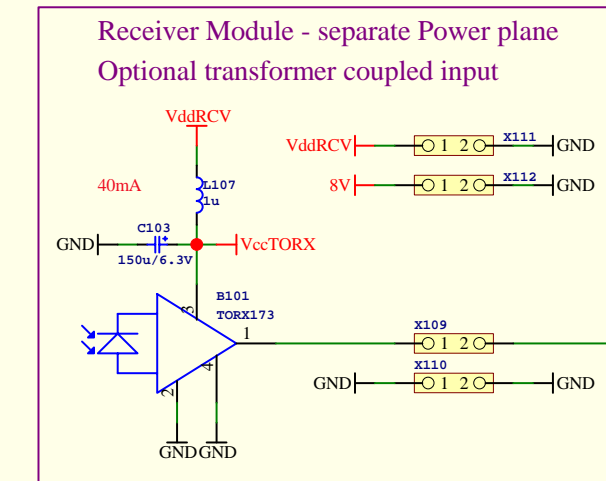 Receiver Module - separate Power plane
Optional transformer coupled input
VddRCV
VddRCV 1 2 X111 GND
40mA L107
1u
8V 1 2 X112 GND
C103
GND VccTORX
150u/6.3V
B101
TORX173
3
1
X109
1 2
4
2
X110
GND 1 2 GND
GND GND